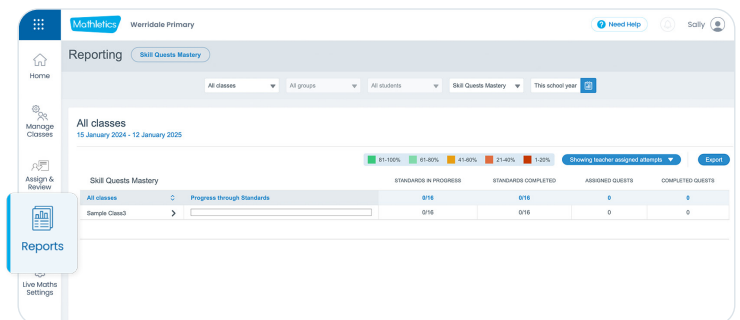 Mathletics Werridale Primary Need Help Sally
Home
Manage
Classes
Assign &
Review
Reports
Live Maths
Settings
Reporting Skill Quests Mastery
All classes All groups All students Skill Quests Mastery This school year
All classes
15 January 2024 - 12 January 2025
81-100% 61-80% 41-60% 21-40% 1-20% Showing teacher assigned attempts Export
Skill Quests Mastery STANDARDS IN PROGRESS STANDARDS COMPLETED ASSIGNED QUESTS COMPLETED QUESTS
All classes Progress through Standards 0/16 0/16 0 0
Sample Class3 0/16 0/16 0 0